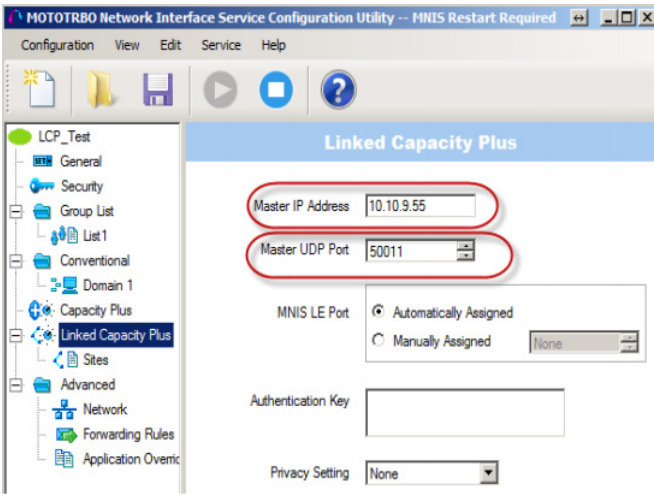 MOTOTRBO Network Interface Service Configuration Utility -- MNIS Restart Required
Configuration View Edit Service Help
LCP_Test
SET
General
Security
Group List
List1
Conventional
Domain 1
Capacity Plus
Linked Capacity Plus
Sites
Advanced
Network
Forwarding Rules
Application Overric
Linked Capacity Plus
Master IP Address 10.10.9.55
Master UDP Port 50011
MNIS LE Port Automatically Assigned
Manually Assigned None
Authentication Key
Privacy Setting None